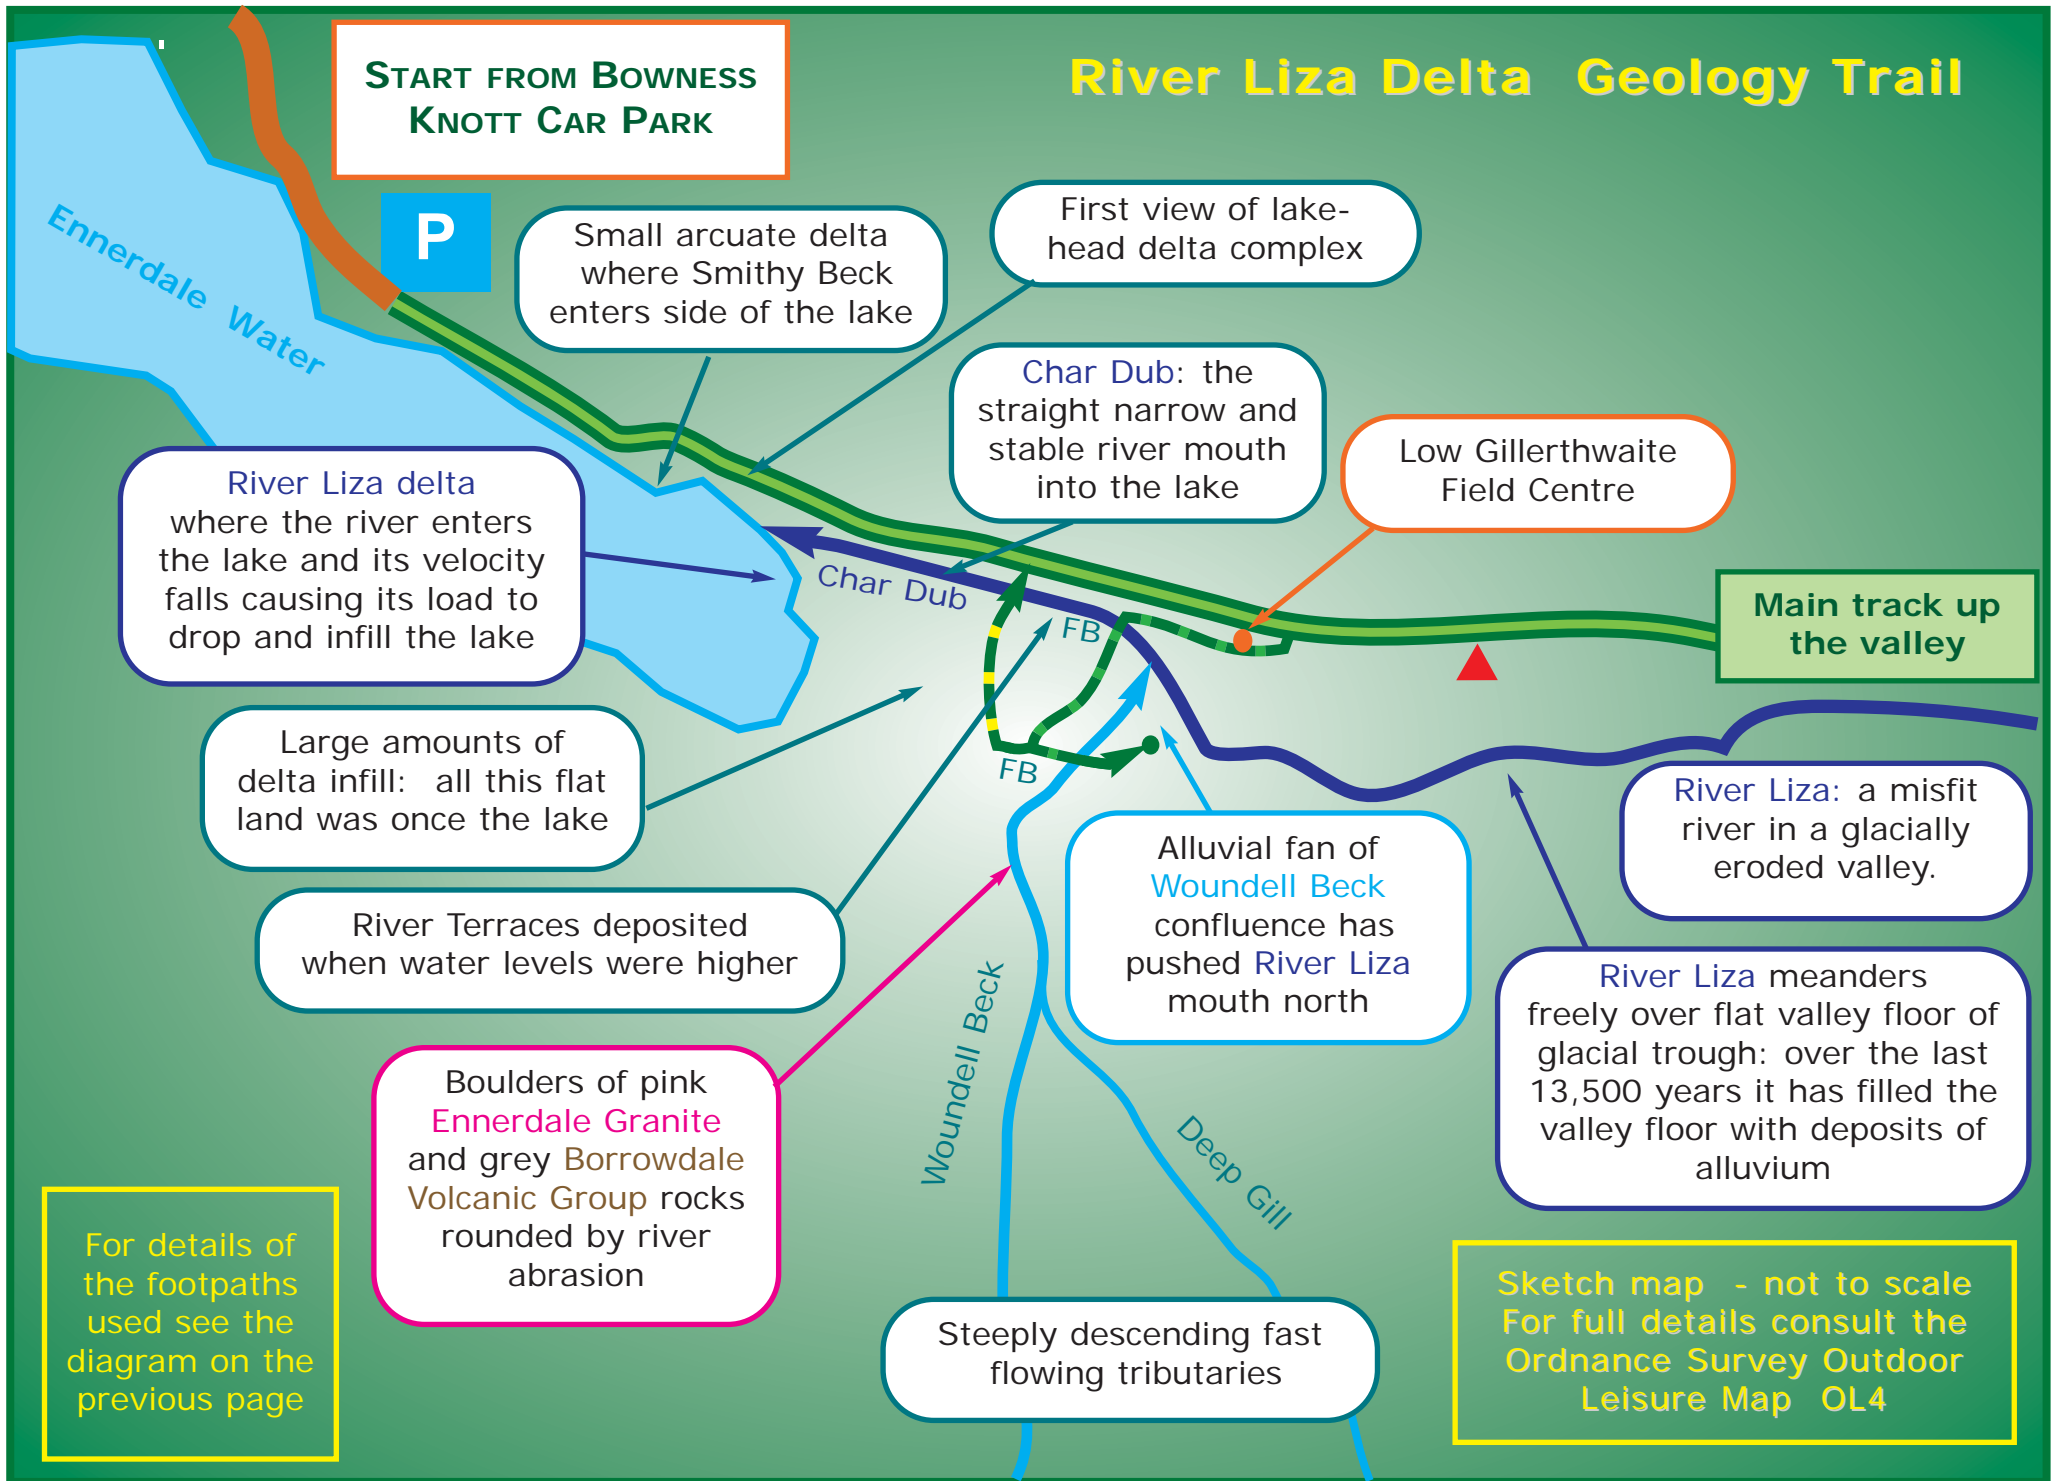 START FROM BOWNESS
KNOTT CAR PARK
River Liza Delta Geology Trail
P
Ennerdale Water
Small arcuate delta
where Smithy Beck
enters side of the lake
First view of lake-
head delta complex
Char Dub: the
straight narrow and
stable river mouth
into the lake
Low Gillerthwaite
Field Centre
River Liza delta
where the river enters
the lake and its velocity
falls causing its load to
drop and infill the lake
Char Dub
FB
Main track up
the valley
Large amounts of
delta infill: all this flat
land was once the lake
FB
River Liza: a misfit
river in a glacially
eroded valley.
Alluvial fan of
Woundell Beck
confluence has
pushed River Liza
mouth north
River Terraces deposited
when water levels were higher
River Liza meanders
freely over flat valley floor of
glacial trough: over the last
13,500 years it has filled the
valley floor with deposits of
alluvium
Woundell Beck
Boulders of pink
Ennerdale Granite
and grey Borrowdale
Volcanic Group rocks
rounded by river
abrasion
Deep Gill
For details of
the footpaths
used see the
diagram on the
previous page
Steeply descending fast
flowing tributaries
Sketch map - not to scale
For full details consult the
Ordnance Survey Outdoor
Leisure Map OL4